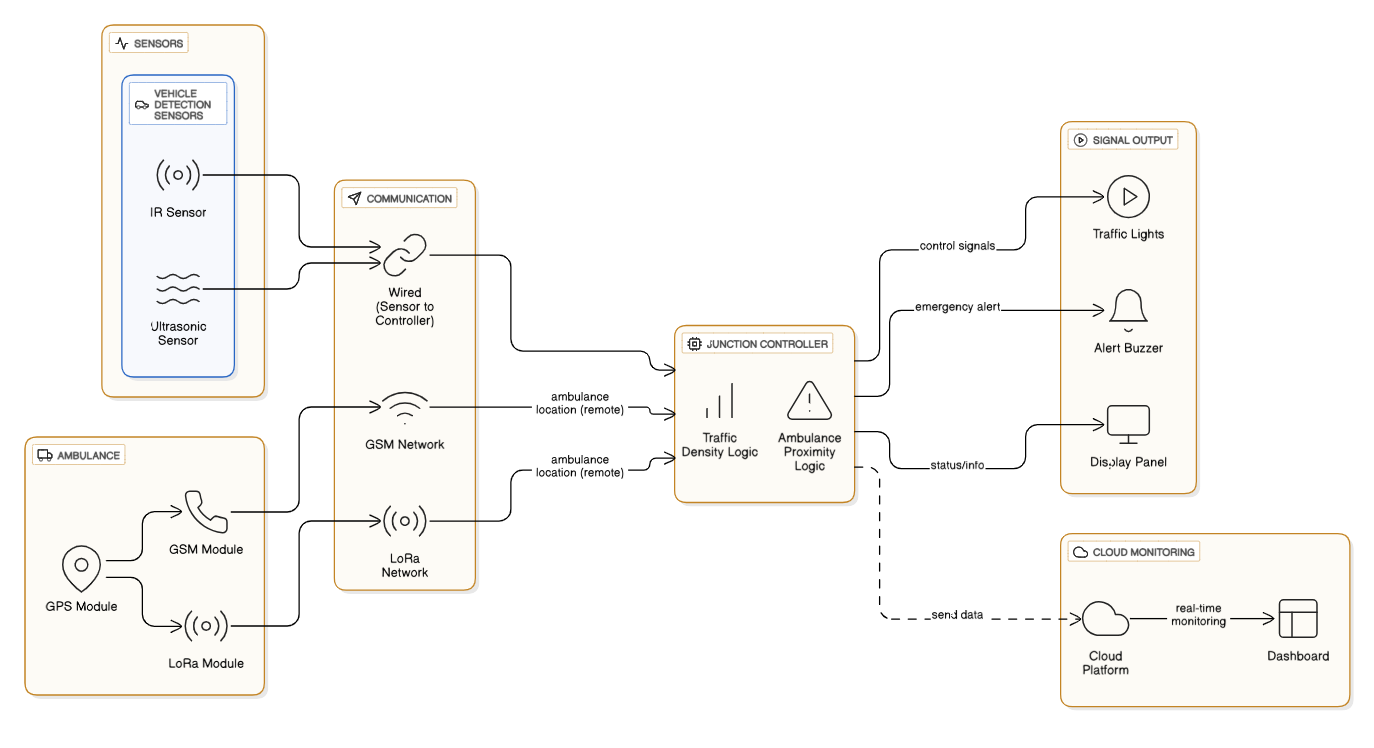 SENSORS
VEHICLE
DETECTION
SENSORS
IR Sensor
Ultrasonic
Sensor
AMBULANCE
GPS Module
GSM Module
LoRa Module
COMMUNICATION
Wired
(Sensor to
Controller)
GSM Network
LoRa
Network
ambulance
location (remote)
ambulance
location (remote)
JUNCTION CONTROLLER
Traffic
Density Logic
Ambulance
Proximity
Logic
control signals
emergency alert
status/info
send data
SIGNAL OUTPUT
Traffic Lights
Alert Buzzer
Display Panel
CLOUD MONITORING
Cloud
Platform
real-time
monitoring
Dashboard